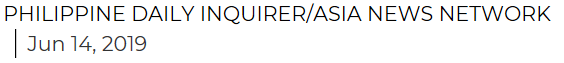 PHILIPPINE DAILY INQUIRER/ASIA NEWS NETWORK
Jun 14, 2019